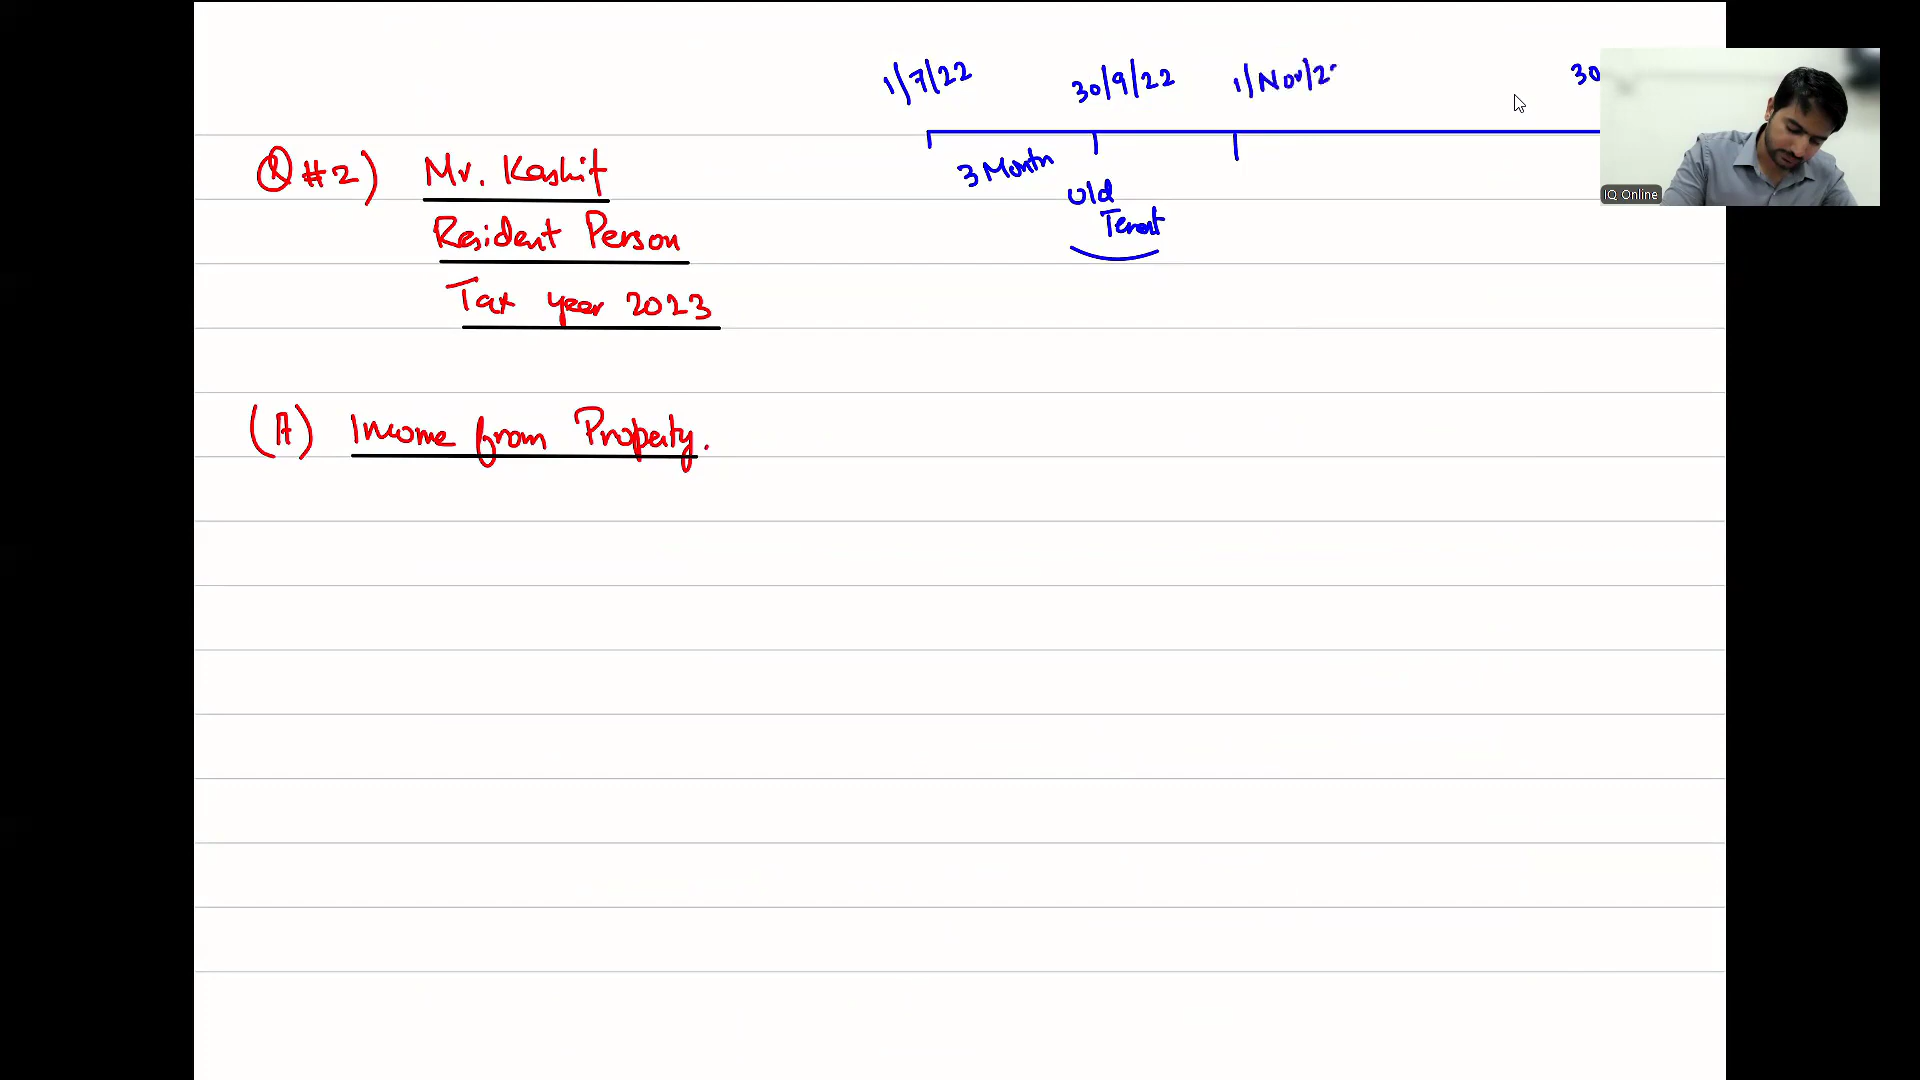 1/7/22 30/9/22 1/Nov/2 30
Q#2) Mr. Kashif
3 Month
Old
Tenant
Resident Person
Tax year 2023
(A) Income from Property.
IQ Online